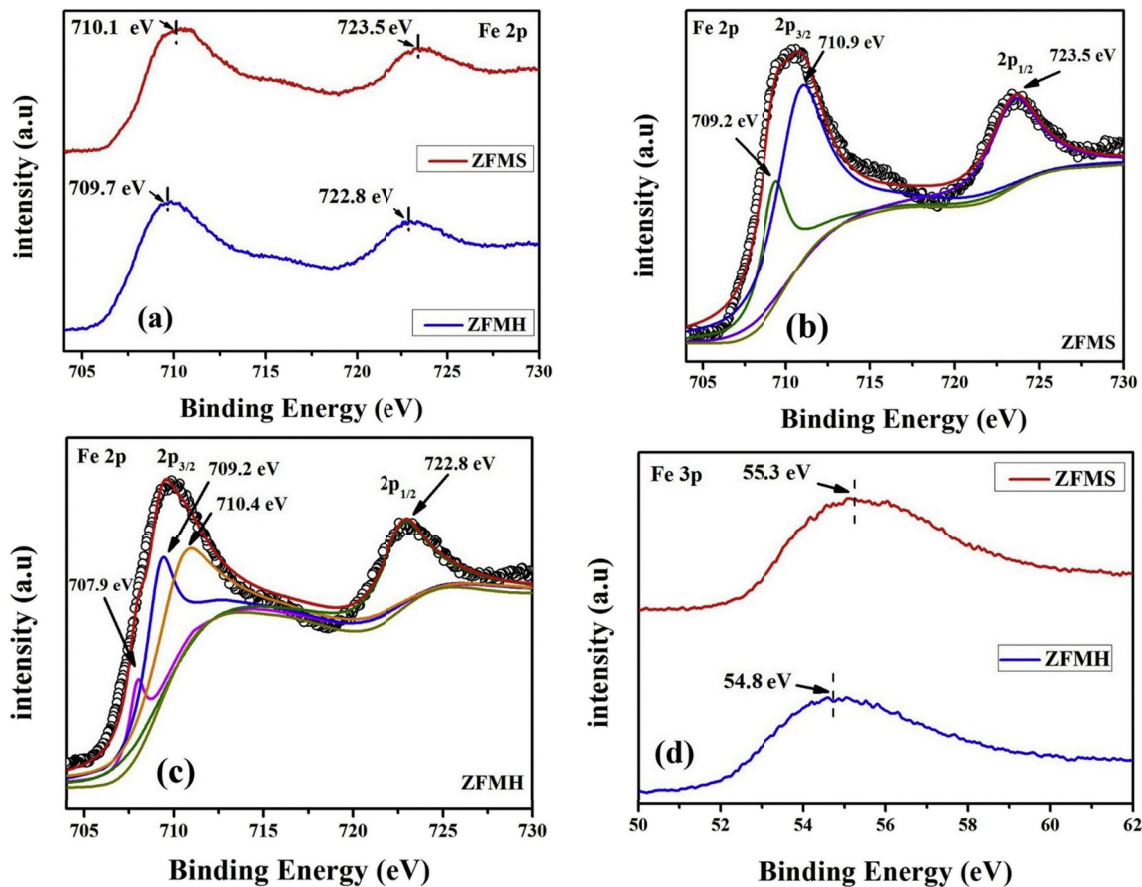 710.1 eV
723.5 eV
Fe 2p
ZFMS
709.7 eV
722.8 eV
ZFMH
(a)
intensity (a.u)
705 710 715 720 725 730
Binding Energy (eV)
Fe 2p
2p3/2
710.9 eV
2p1/2
723.5 eV
709.2 eV
(b)
ZFMS
intensity (a.u)
705 710 715 720 725 730
Binding Energy (eV)
Fe 2p
2p3/2
709.2 eV
710.4 eV
2p1/2
722.8 eV
707.9 eV
(c)
ZFMH
intensity (a.u)
705 710 715 720 725 730
Binding Energy (eV)
Fe 3p
55.3 eV
ZFMS
ZFMH
54.8 eV
(d)
intensity (a.u)
50 52 54 56 58 60 62
Binding Energy (eV)